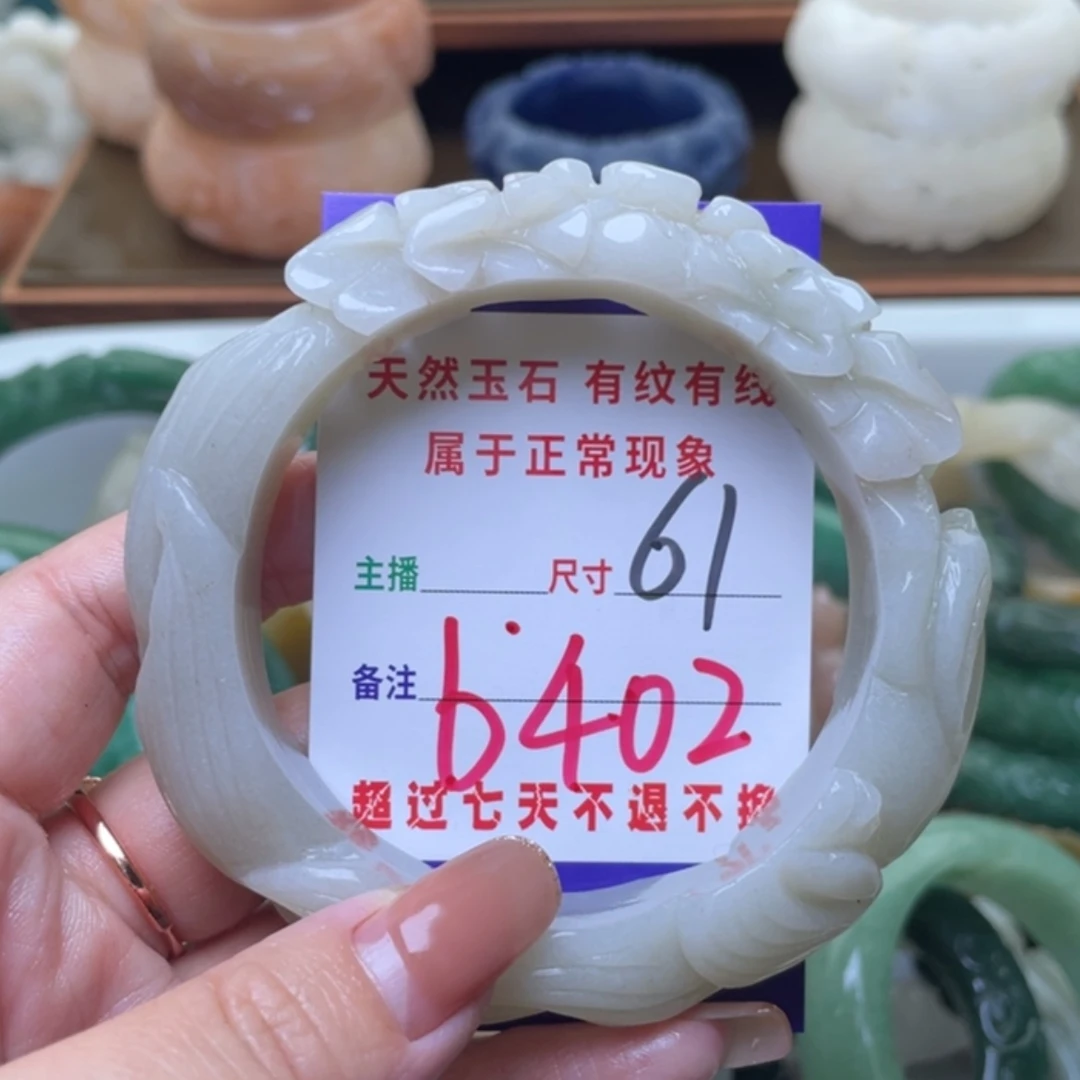 天然玉石 有纹有线
属于正常现象
主播 尺寸 61
备注 b402
超过七天不退不换